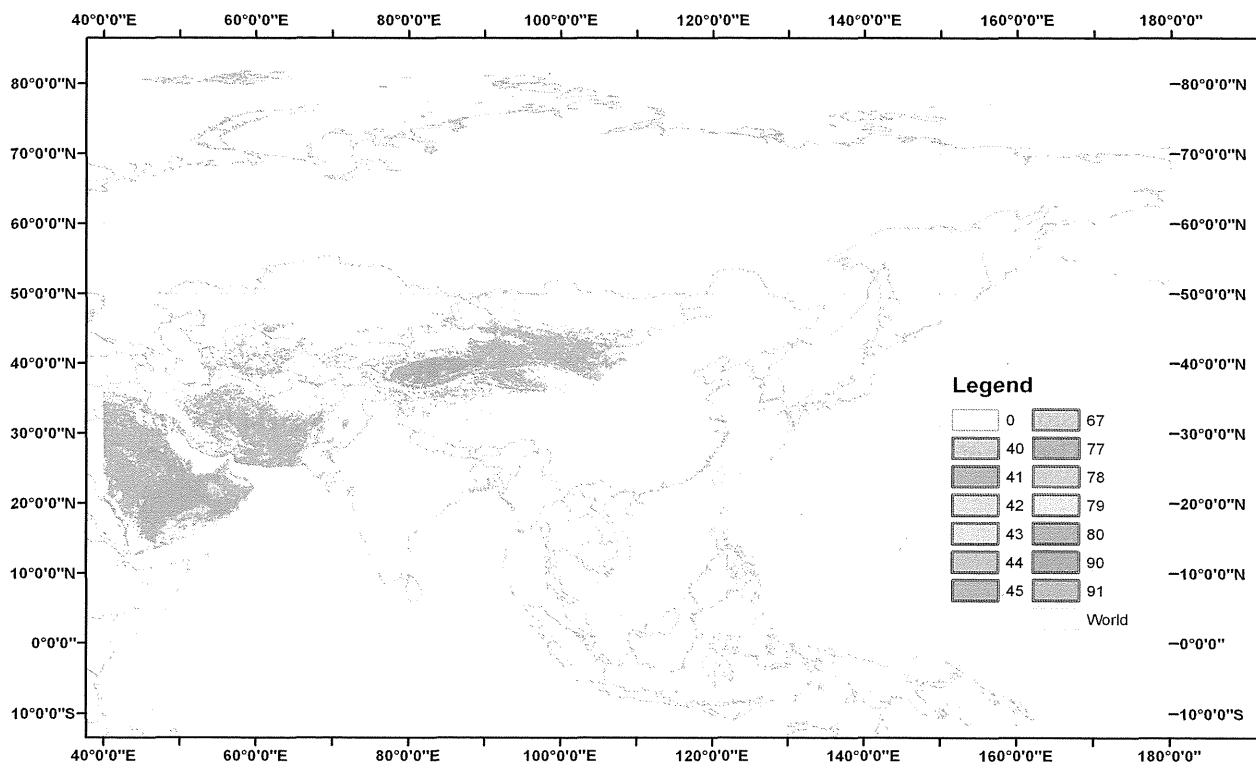 40°0'0"E 60°0'0"E 80°0'0"E 100°0'0"E 120°0'0"E 140°0'0"E 160°0'0"E 180°0'0"
80°0'0"N 80°0'0"N
70°0'0"N 70°0'0"N
60°0'0"N 60°0'0"N
50°0'0"N 50°0'0"N
40°0'0"N 40°0'0"N
Legend
0 67
30°0'0"N 30°0'0"N
40 77
41 78
20°0'0"N 20°0'0"N
42 79
43 80
44 90
10°0'0"N 10°0'0"N
45 91
World
0°0'0" 0°0'0"
10°0'0"S 10°0'0"S
40°0'0"E 60°0'0"E 80°0'0"E 100°0'0"E 120°0'0"E 140°0'0"E 160°0'0"E 180°0'0"